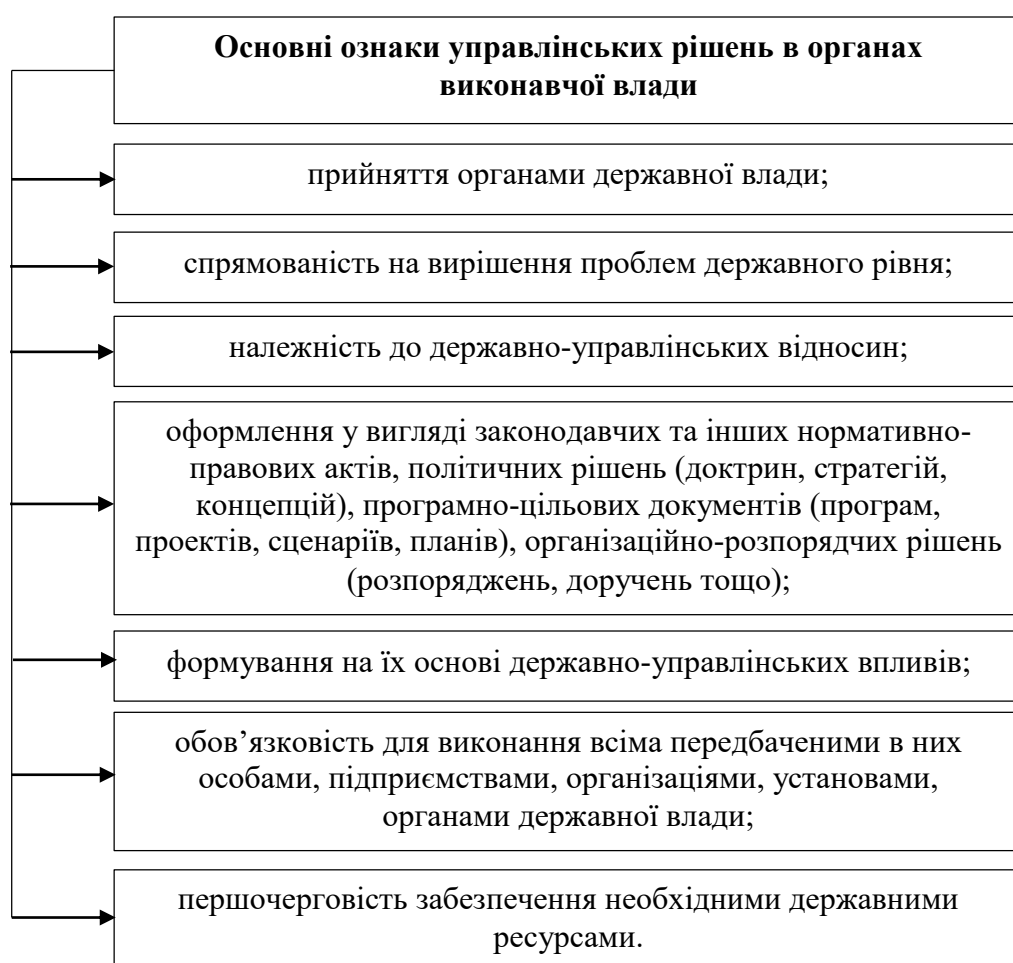 Основні ознаки управлінських рішень в органах
виконавчої влади
прийняття органами державної влади;
спрямованість на вирішення проблем державного рівня;
належність до державно-управлінських відносин;
оформлення у вигляді законодавчих та інших нормативно-
правових актів, політичних рішень (доктрин, стратегій,
концепцій), програмно-цільових документів (програм,
проектів, сценаріїв, планів), організаційно-розпорядчих рішень
(розпоряджень, доручень тощо);
формування на їх основі державно-управлінських впливів;
обов’язковість для виконання всіма передбаченими в них
особами, підприємствами, організаціями, установами,
органами державної влади;
першочерговість забезпечення необхідними державними
ресурсами.